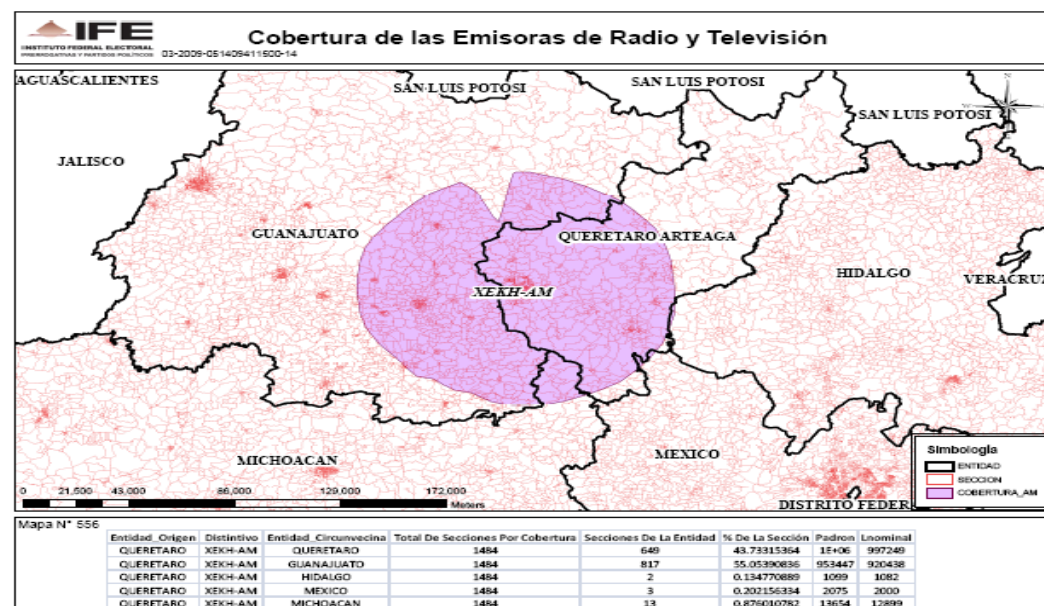 IFE
INSTITUTO FEDERAL ELECTORAL
PRERROGATIVAS Y PARTIDOS POLÍTICOS
03-2009-051409411500-14
Cobertura de las Emisoras de Radio y Televisión
AGUASCALIENTES
SAN LUIS POTOSI
SAN LUIS POTOSI
SAN LUIS POTOSI
N
JALISCO
GUANAJUATO
QUERETARO ARTEAGA
HIDALGO
VERACRUZ
XEKH-AM
MICHOACAN
MEXICO
DISTRITO FEDER
Simbología
ENTIDAD
SECCION
COBERTURA_AM
0 21,500 43,000 86,000 129,000 172,000
Meters
Mapa N° 556
Entidad_Origen Distintivo Entidad_Circunvecina Total De Secciones Por Cobertura Secciones De La Entidad % De La Sección Padron Lnominal
QUERETARO XEKH-AM QUERETARO 1484 649 43.73315364 1E+06 997249
QUERETARO XEKH-AM GUANAJUATO 1484 817 55.05390836 953447 920438
QUERETARO XEKH-AM HIDALGO 1484 2 0.134770889 1099 1082
QUERETARO XEKH-AM MEXICO 1484 3 0.202156334 2075 2000
QUERETARO XEKH-AM MICHOACAN 1484 13 0.876010782 13654 12899